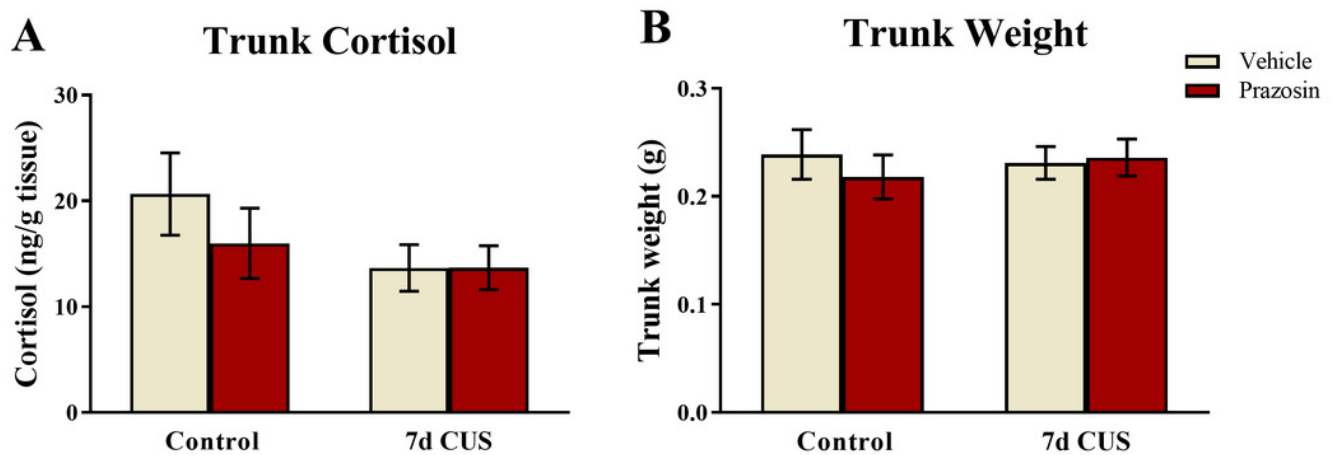 A
Trunk Cortisol
Cortisol (ng/g tissue)
30
20
10
0
Control
7d CUS
B
Trunk Weight
Trunk weight (g)
0.3
0.2
0.1
0.0
Control
7d CUS
Vehicle
Prazosin